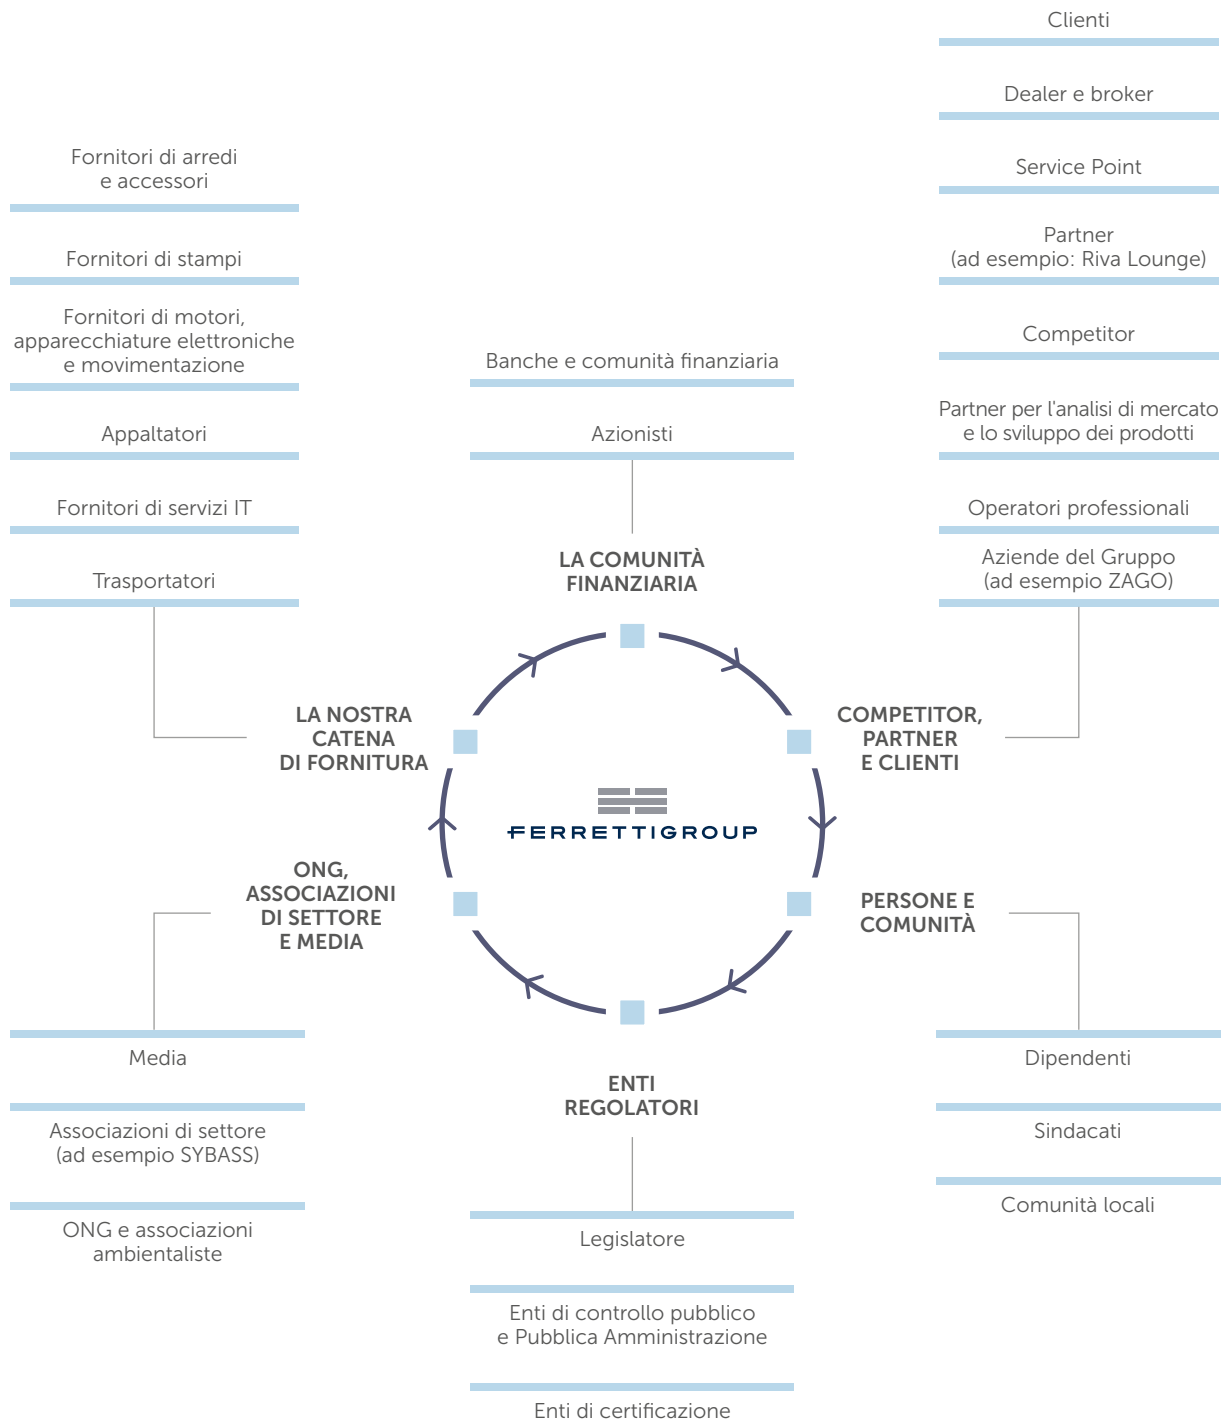 Clienti
Dealer e broker
Service Point
Partner
(ad esempio: Riva Lounge)
Competitor
Partner per l'analisi di mercato
e lo sviluppo dei prodotti
Operatori professionali
Aziende del Gruppo
(ad esempio ZAGO)
Fornitori di arredi
e accessori
Fornitori di stampi
Fornitori di motori,
apparecchiature elettroniche
e movimentazione
Appaltatori
Fornitori di servizi IT
Trasportatori
Banche e comunità finanziaria
Azionisti
LA COMUNITÀ
FINANZIARIA
LA NOSTRA
CATENA
DI FORNITURA
COMPETITOR,
PARTNER
E CLIENTI
FERRETTIGROUP
ONG,
ASSOCIAZIONI
DI SETTORE
E MEDIA
PERSONE E
COMUNITÀ
ENTI
REGOLATORI
Media
Associazioni di settore
(ad esempio SYBASS)
ONG e associazioni
ambientaliste
Legislatore
Enti di controllo pubblico
e Pubblica Amministrazione
Enti di certificazione
Dipendenti
Sindacati
Comunità locali